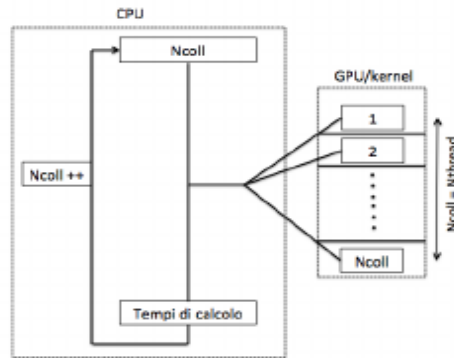 CPU
Ncoll
GPU/kernel
1
2
Ncoll ++
Ncoll = Nthread
Ncoll
Tempi di calcolo